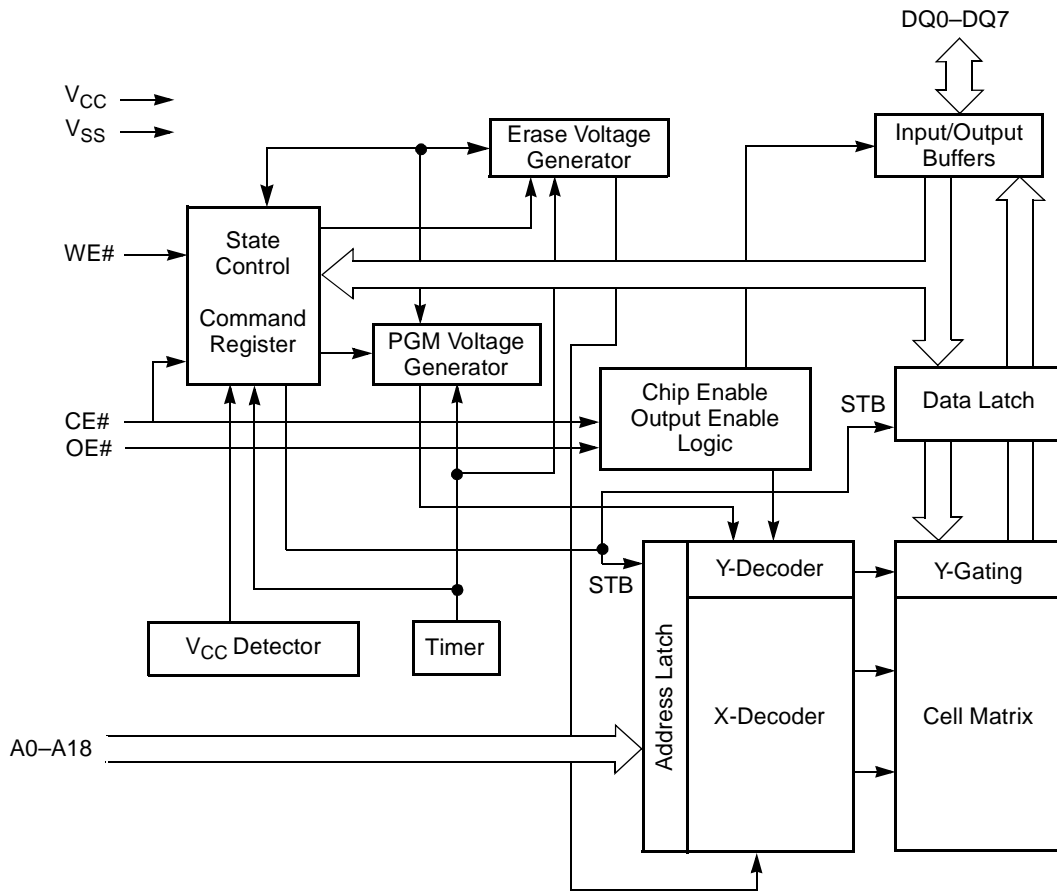 DQ0–DQ7
VCC
VSS
Erase Voltage
Generator
Input/Output
Buffers
WE#
State
Control
Command
Register
PGM Voltage
Generator
Chip Enable
Output Enable
Logic
STB
Data Latch
CE#
OE#
STB
Y-Decoder
Y-Gating
VCC Detector
Timer
Address Latch
X-Decoder
Cell Matrix
A0–A18